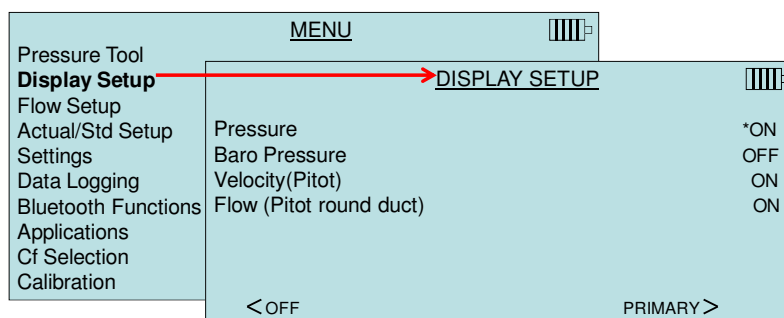 MENU
Pressure Tool
Display Setup
Flow Setup
Actual/Std Setup
Settings
Data Logging
Bluetooth Functions
Applications
Cf Selection
Calibration
DISPLAY SETUP
Pressure *ON
Baro Pressure OFF
Velocity(Pitot) ON
Flow (Pitot round duct) ON
<OFF PRIMARY>